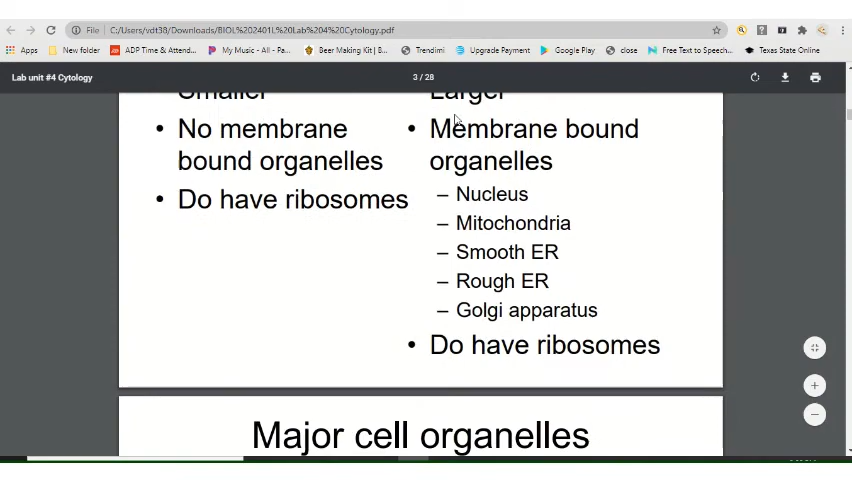 File
C:/Users/vdt38/Downloads/BIOL%202401L%20Lab%204%20Cytology.pdf
Apps
New folder
ADP Time & Attend...
My Music - All - Pa...
Beer Making Kit | B...
Trendimi
Upgrade Payment
Google Play
close
Free Text to Speech...
Texas State Online
Lab unit #4 Cytology
3 / 28
Smaller
• No membrane
bound organelles
• Do have ribosomes
Larger
• Membrane bound
organelles
– Nucleus
– Mitochondria
– Smooth ER
– Rough ER
– Golgi apparatus
• Do have ribosomes
Major cell organelles